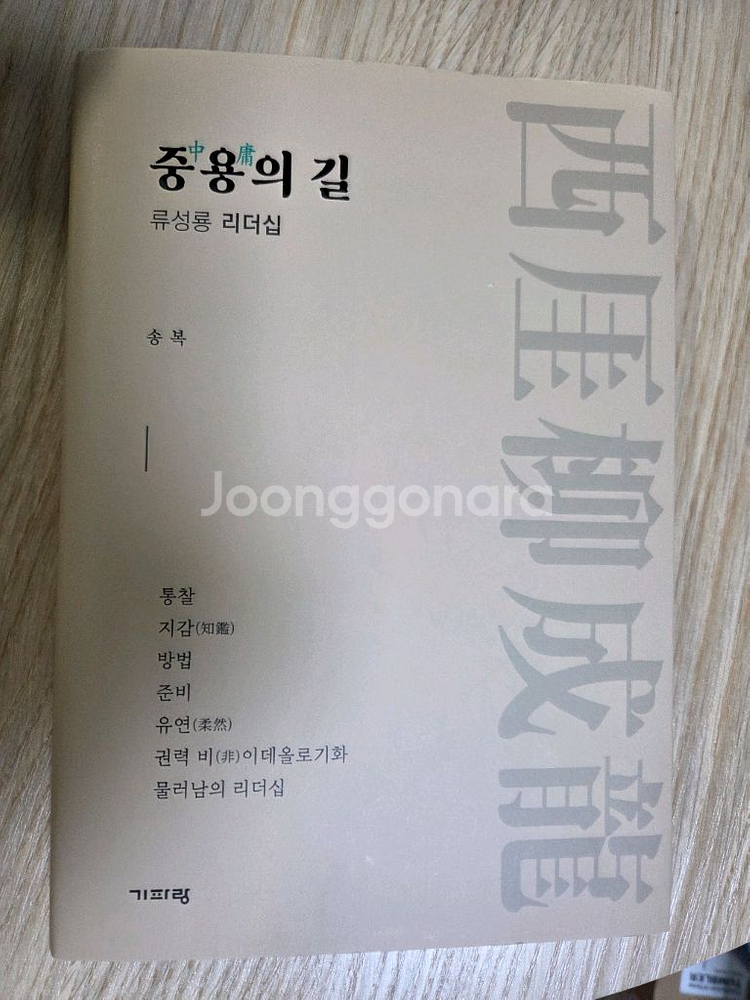 중용의 길
中 庸
류성룡 리더십
송 복
통찰
지감(知鑑)
방법
준비
유연(柔然)
권력 비(非)이데올로기화
물러남의 리더십
기파랑
西厓柳成龍
Joonggonara